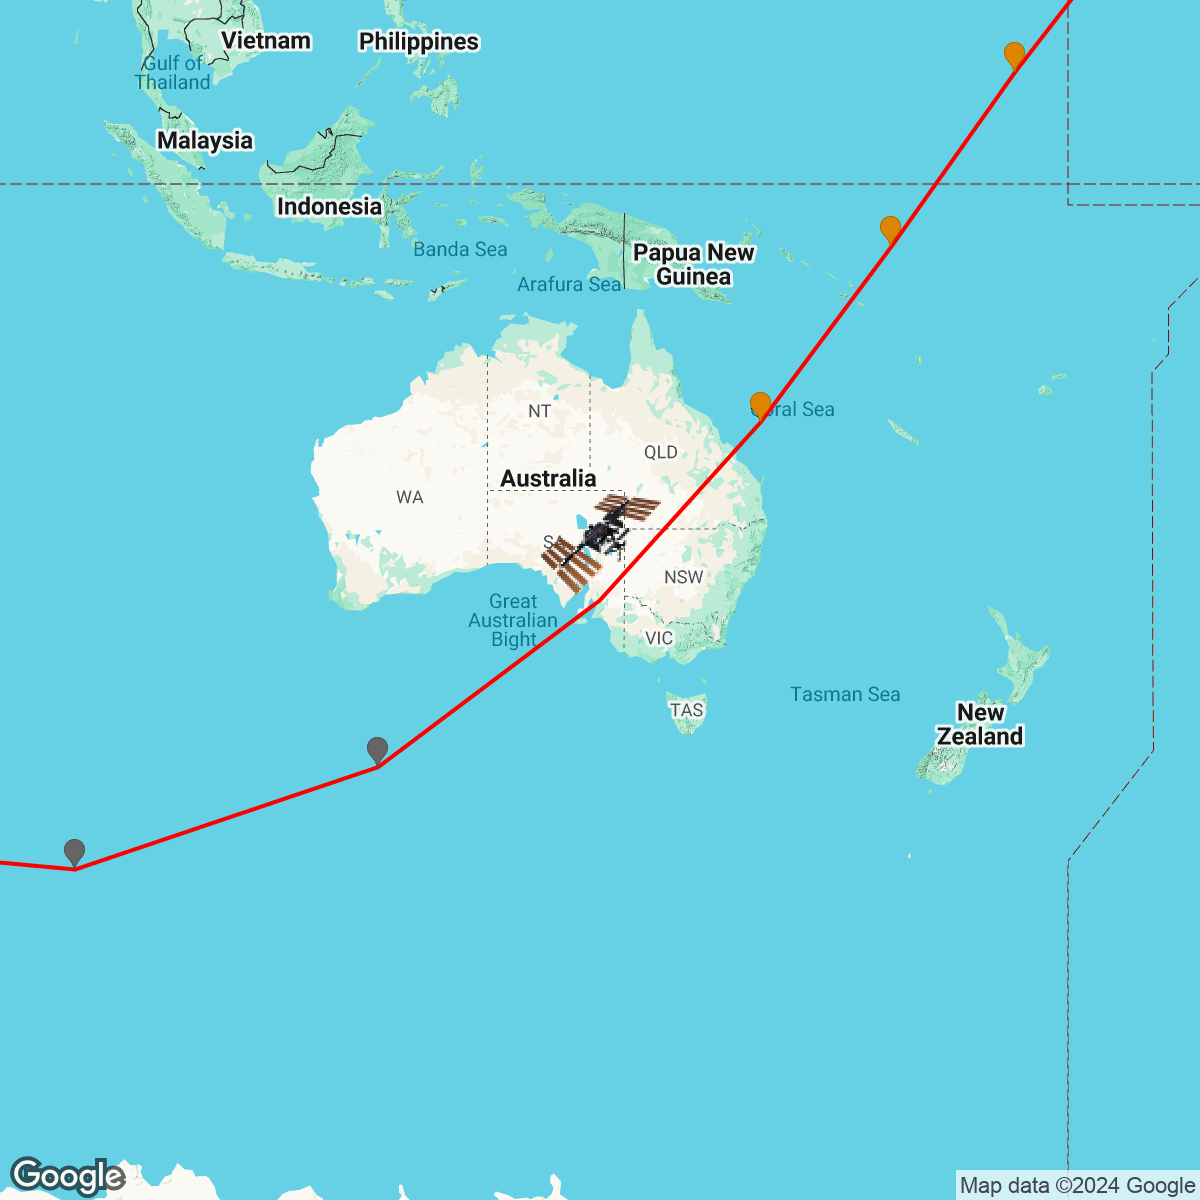 Vietnam
Philippines
Gulf of
Thailand
Malaysia
Indonesia
Banda Sea
Papua New
Guinea
Arafura Sea
NT
Coral Sea
QLD
Australia
WA
SA
NSW
Great
Australian
Bight
VIC
TAS
Tasman Sea
New
Zealand
Google
Map data ©2024 Google